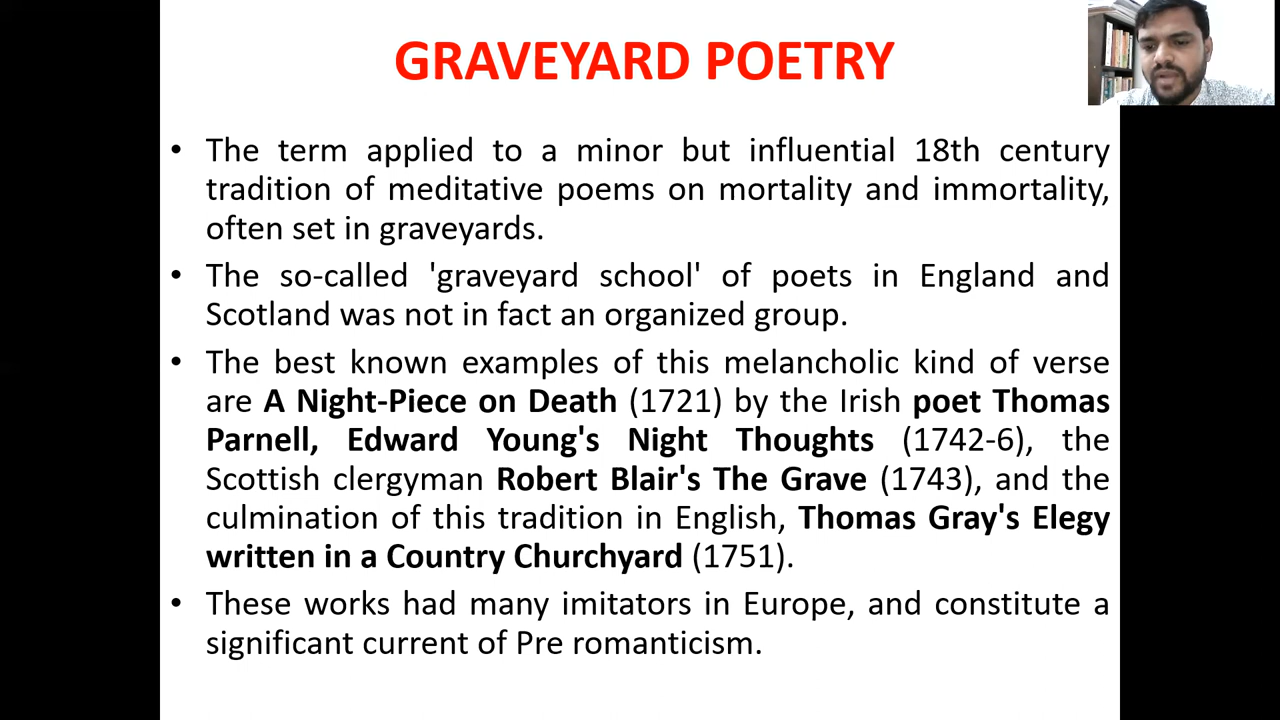 GRAVEYARD POETRY
• The term applied to a minor but influential 18th century
tradition of meditative poems on mortality and immortality,
often set in graveyards.
• The so-called 'graveyard school' of poets in England and
Scotland was not in fact an organized group.
• The best known examples of this melancholic kind of verse
are A Night-Piece on Death (1721) by the Irish poet Thomas
Parnell, Edward Young's Night Thoughts (1742-6), the
Scottish clergyman Robert Blair's The Grave (1743), and the
culmination of this tradition in English, Thomas Gray's Elegy
written in a Country Churchyard (1751).
• These works had many imitators in Europe, and constitute a
significant current of Pre romanticism.